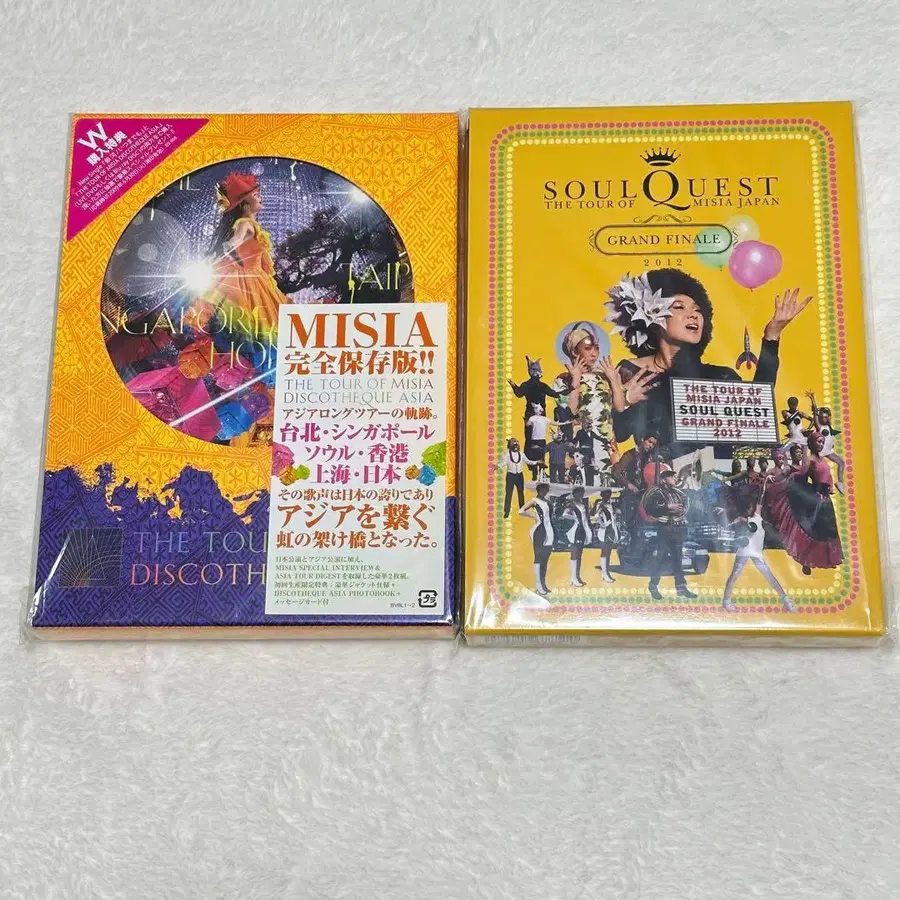 W
購入特典
TAIP
NGAPORE
HON
MISIA
完全保存版!!
THE TOUR OF MISIA
DISCOTHEQUE ASIA
アジアロングツアーの軌跡。
台北・シンガポール
ソウル・香港
上海・日本
その歌声は日本の誇りであり
アジアを繋ぐ
虹の架け橋となった。
日本公演とアジア公演に加え、
MISIA SPECIAL INTERVIEW &
ASIA TOUR DIGESTを収録した豪華2枚組。
初回生産限定特典:豪華ジャケット仕様+
DISCOTHEQUE ASIA PHOTOBOOK+
メッセージカード付
プラ
THE TOU
DISCOTH
SOUL QUEST
THE TOUR OF MISIA JAPAN
GRAND FINALE
2012
THE TOUR OF
MISIA JAPAN
SOUL QUEST
GRAND FINALE
2012